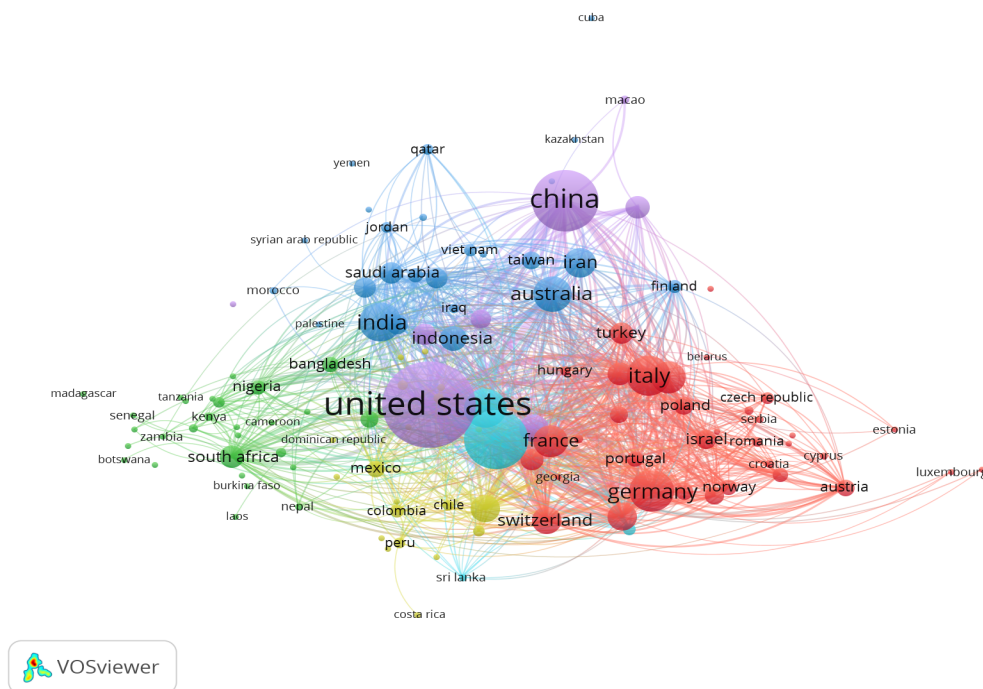 cuba
macao
kazakhstan
qatar
yemen
china
jordan
syrian arab republic
viet nam
taiwan
iran
saudi arabia
finland
morocco
australia
iraq
india
palestine
turkey
indonesia
belarus
bangladesh
hungary
italy
nigeria
madagascar
tanzania
czech republic
united states
poland
senegal
kenya
cameroon
serbia
estonia
zambia
dominican republic
france
israel
romania
botswana
south africa
mexico
portugal
croatia
cyprus
luxembourg
georgia
burkina faso
norway
austria
germany
nepal
chile
colombia
laos
switzerland
peru
sri lanka
costa rica
VOSviewer